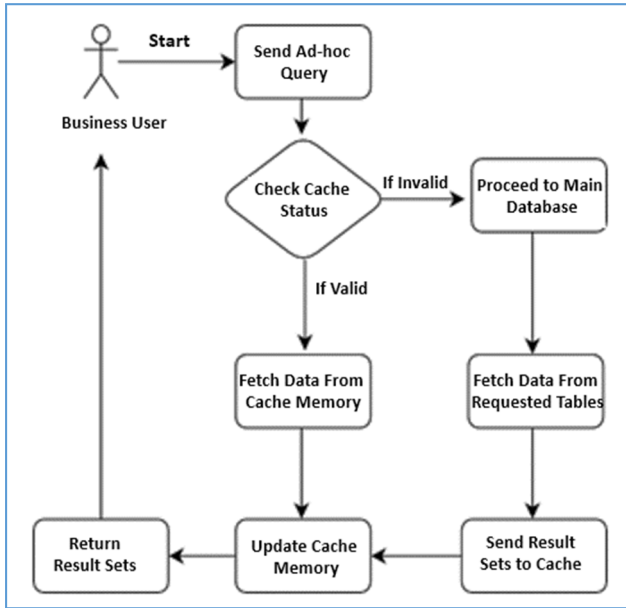 Start
Send Ad-hoc
Query
Business User
Check Cache
Status
If Invalid
Proceed to Main
Database
If Valid
Fetch Data From
Cache Memory
Fetch Data From
Requested Tables
Return
Result Sets
Update Cache
Memory
Send Result
Sets to Cache